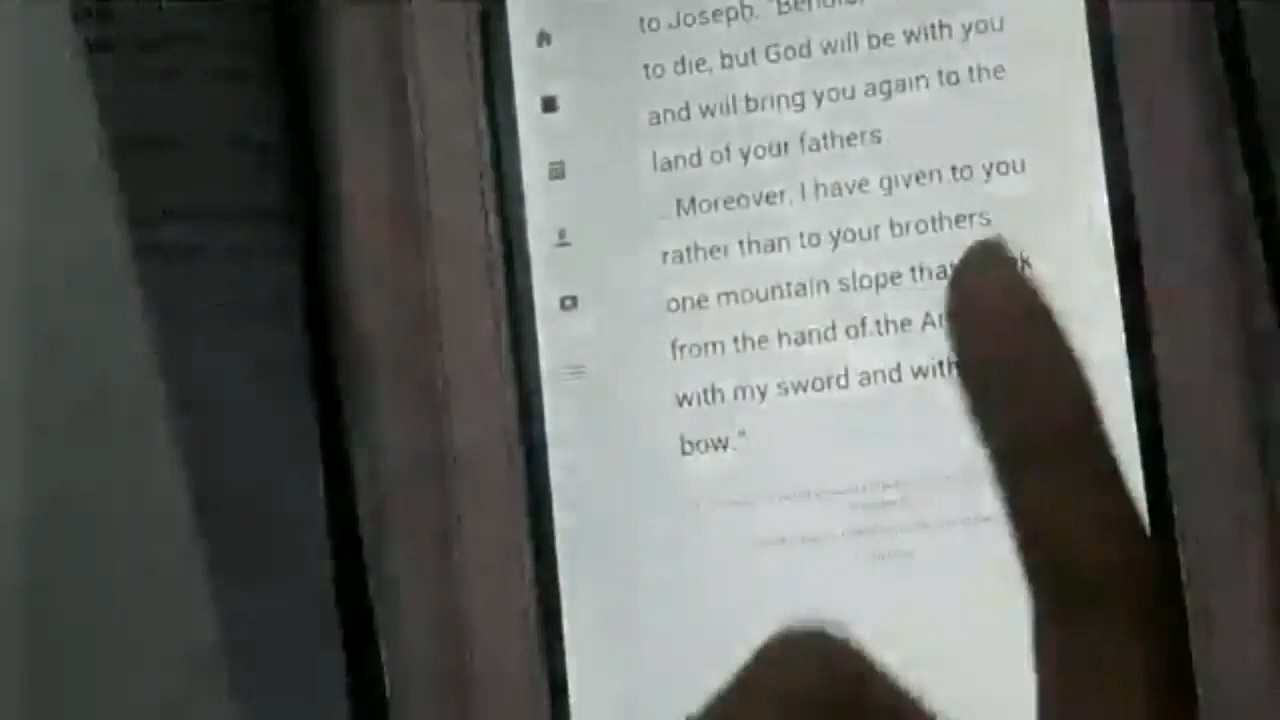 to Joseph, "Behold,
to die, but God will be with you
and will bring you again to the
land of your fathers
Moreover, I have given to you
rather than to your brothers
one mountain slope that
from the hand of the
with my sword and with
bow."